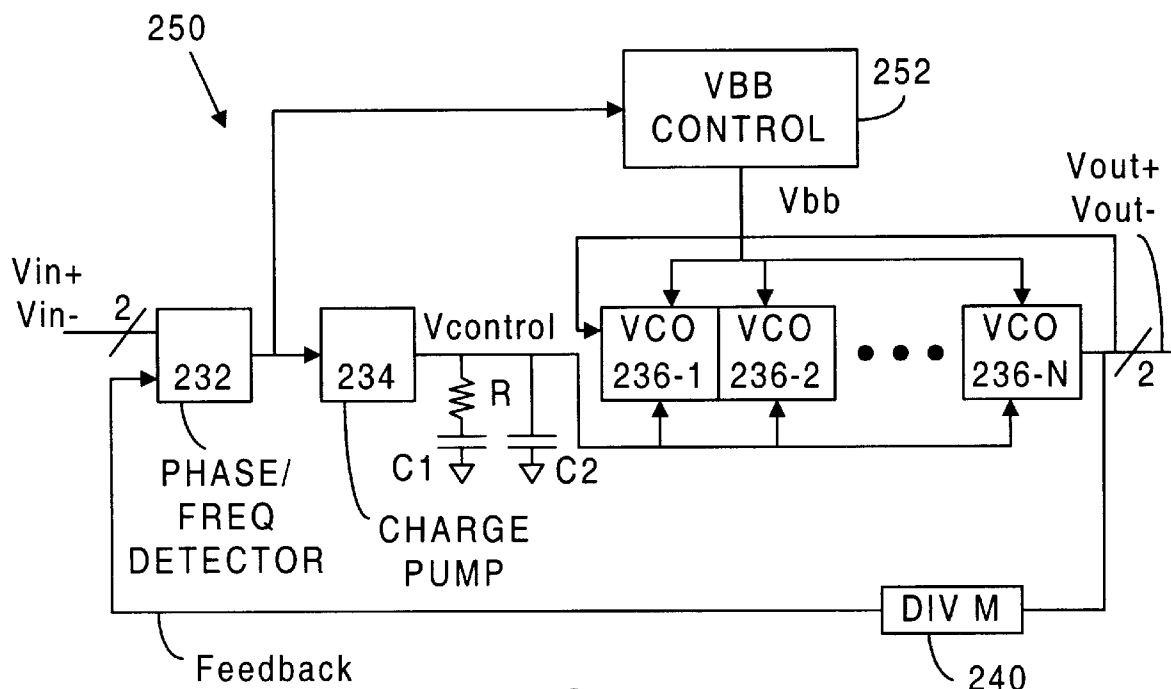 250
VBB
CONTROL
252
Vbb
Vout+
Vout-
Vin+
Vin-
2
232
234
Vcontrol
VCO
236-1
VCO
236-2
VCO
236-N
2
R
C1
C2
PHASE/
FREQ
DETECTOR
CHARGE
PUMP
DIV M
Feedback
240